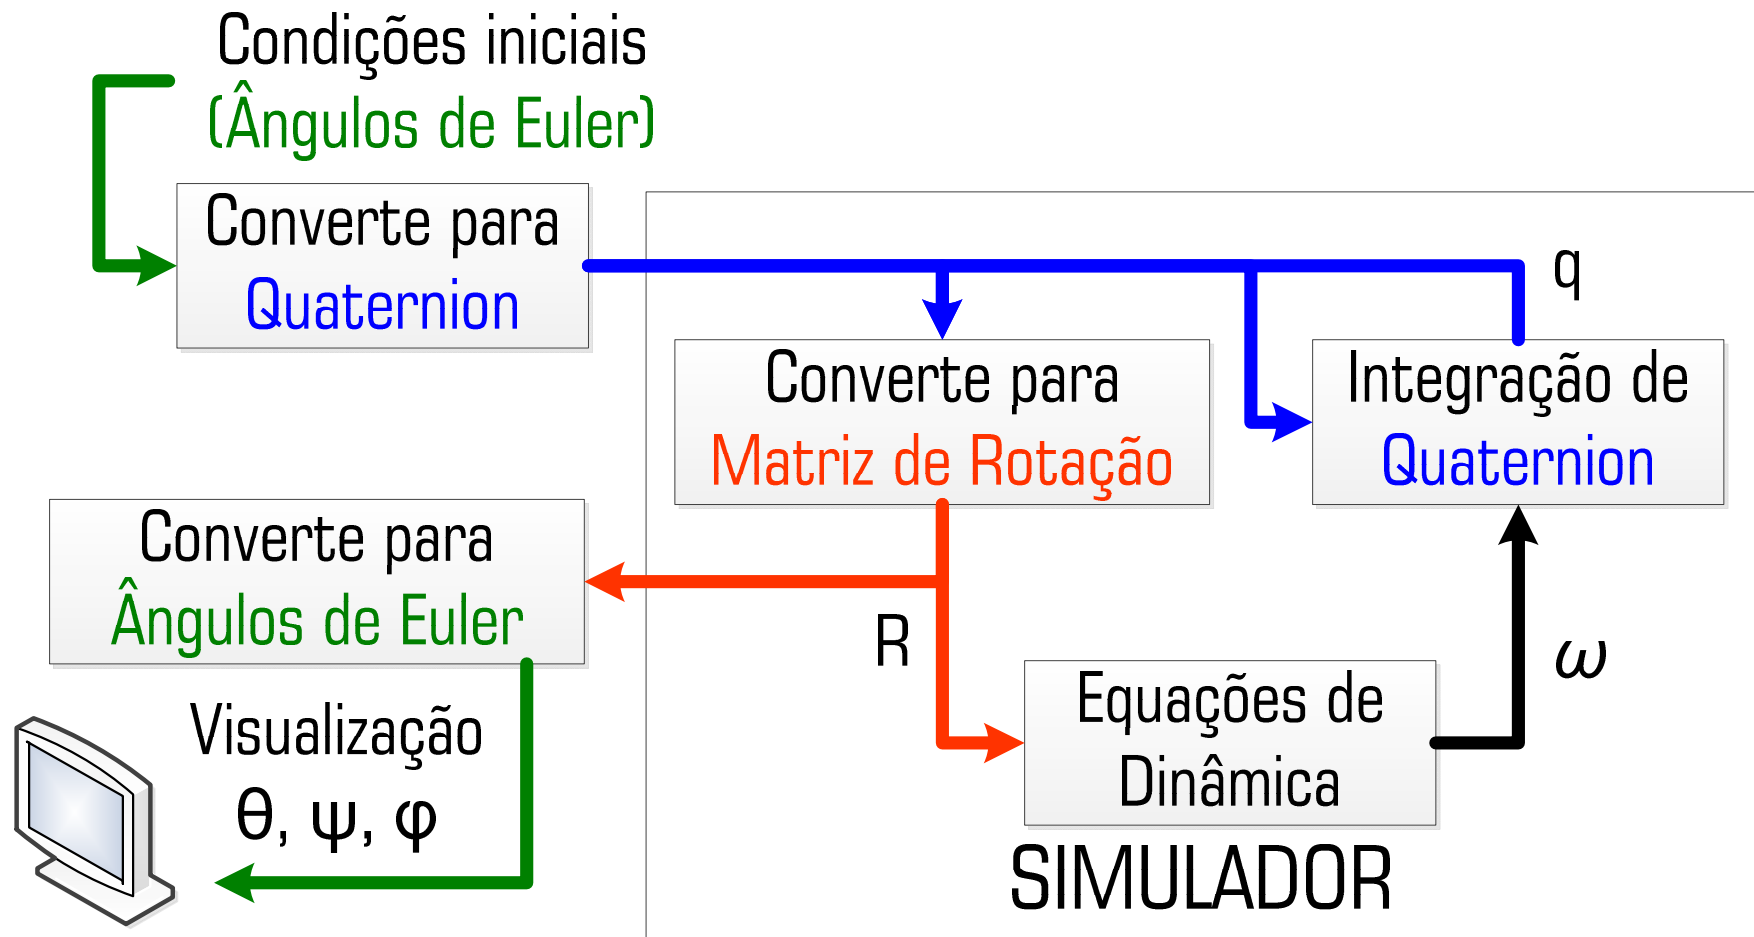 Condições iniciais
(Ângulos de Euler)
Converte para
Quaternion
q
Converte para
Matriz de Rotação
Integração de
Quaternion
Converte para
Ângulos de Euler
R
ω
Equações de
Dinâmica
Visualização
θ, ψ, φ
SIMULADOR